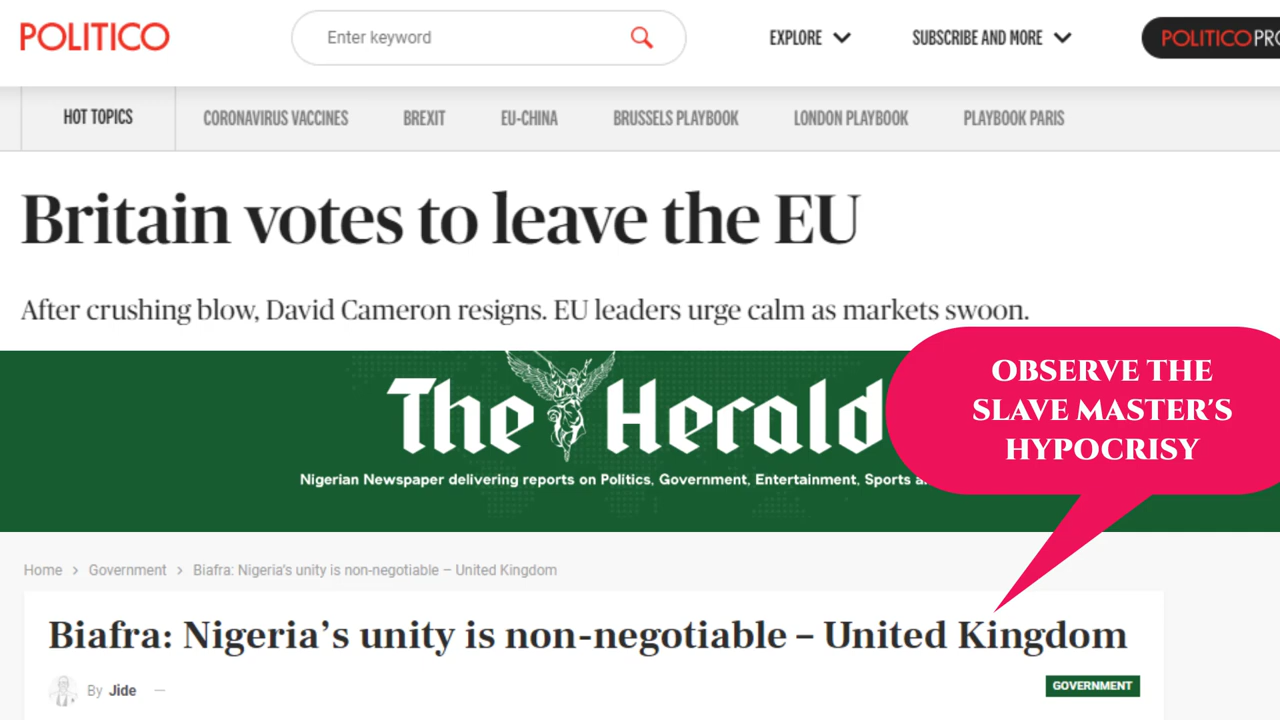 POLITICO
Enter keyword
EXPLORE
SUBSCRIBE AND MORE
POLITICO PRO
HOT TOPICS
CORONAVIRUS VACCINES
BREXIT
EU-CHINA
BRUSSELS PLAYBOOK
LONDON PLAYBOOK
PLAYBOOK PARIS
Britain votes to leave the EU
After crushing blow, David Cameron resigns. EU leaders urge calm as markets swoon.
The Herald
Nigerian Newspaper delivering reports on Politics, Government, Entertainment, Sports
OBSERVE THE
SLAVE MASTER'S
HYPOCRISY
Home > Government > Biafra: Nigeria's unity is non-negotiable – United Kingdom
Biafra: Nigeria's unity is non-negotiable – United Kingdom
By Jide —
GOVERNMENT